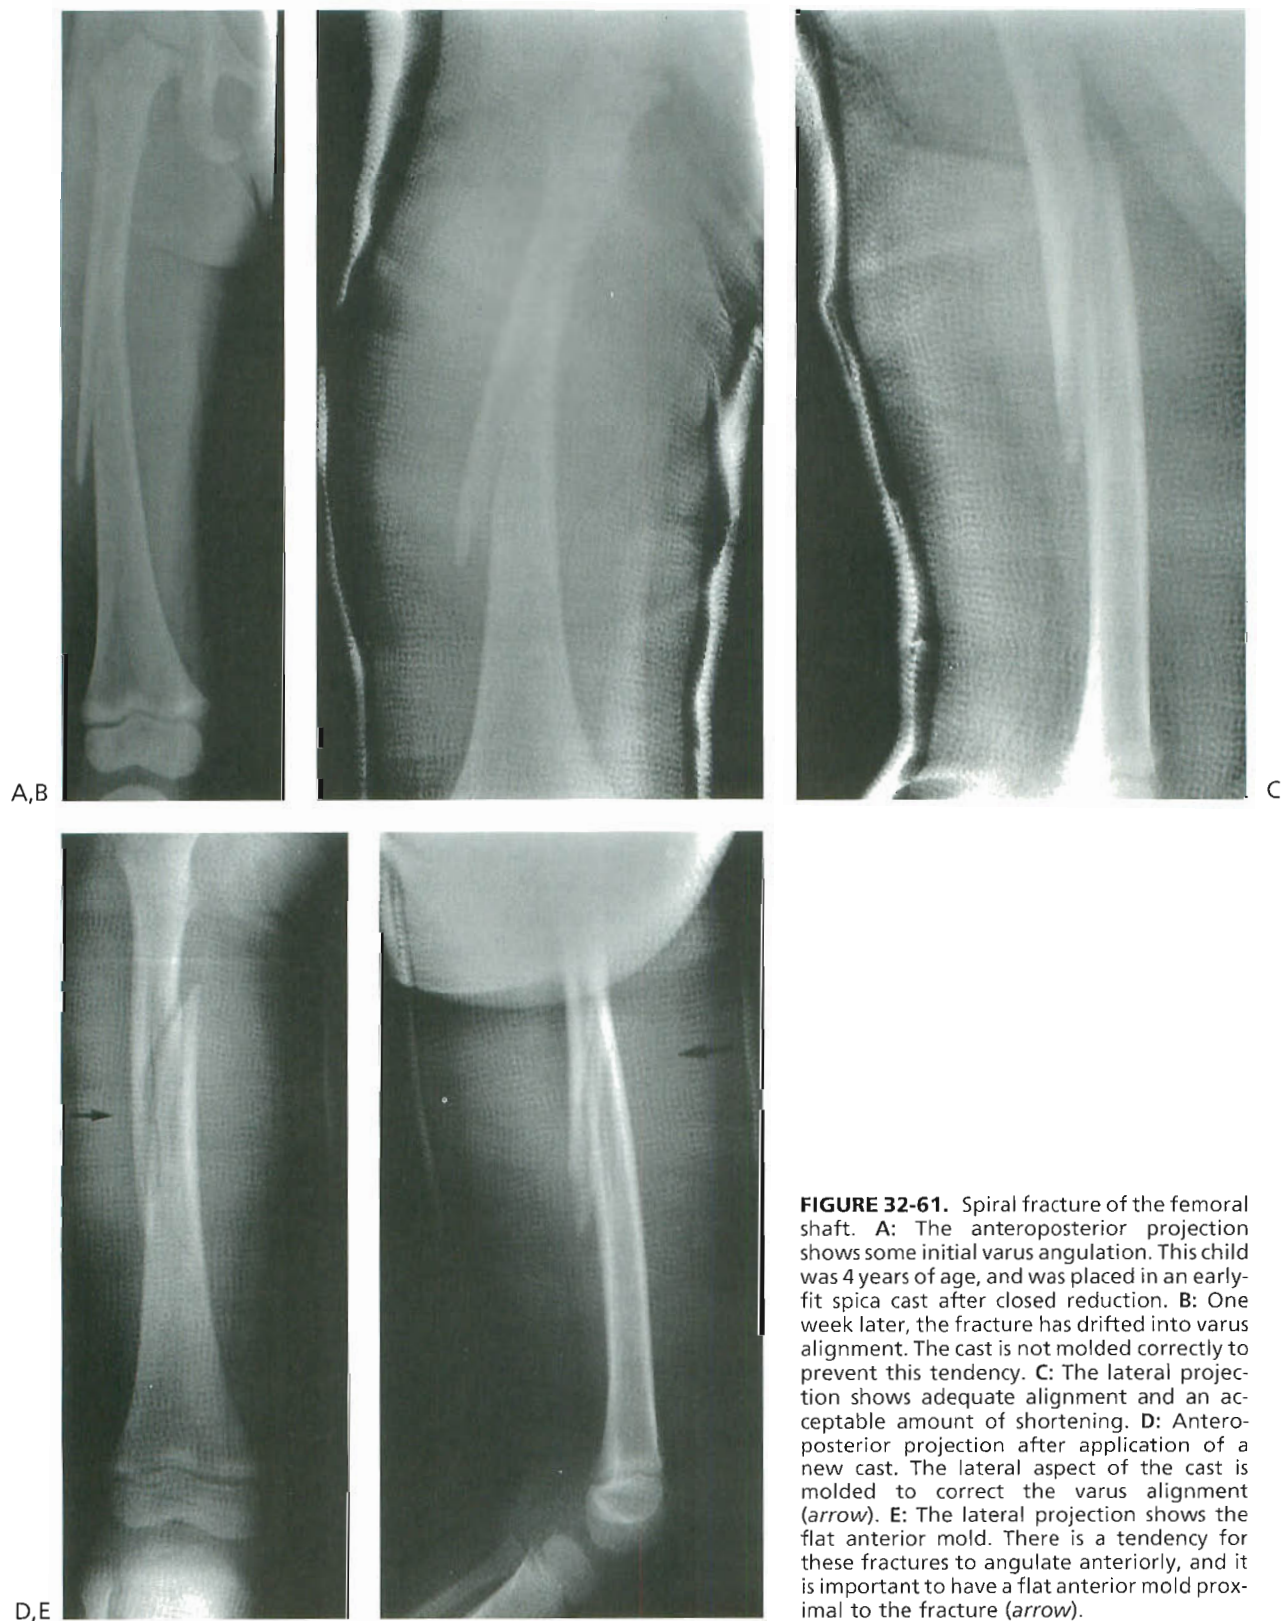 A,B
C
D,E
FIGURE 32-61. Spiral fracture of the femoral
shaft. A: The anteroposterior projection
shows some initial varus angulation. This child
was 4 years of age, and was placed in an early-
fit spica cast after closed reduction. B: One
week later, the fracture has drifted into varus
alignment. The cast is not molded correctly to
prevent this tendency. C: The lateral projec-
tion shows adequate alignment and an ac-
ceptable amount of shortening. D: Antero-
posterior projection after application of a
new cast. The lateral aspect of the cast is
molded to correct the varus alignment
(arrow). E: The lateral projection shows the
flat anterior mold. There is a tendency for
these fractures to angulate anteriorly, and it
is important to have a flat anterior mold prox-
imal to the fracture (arrow).